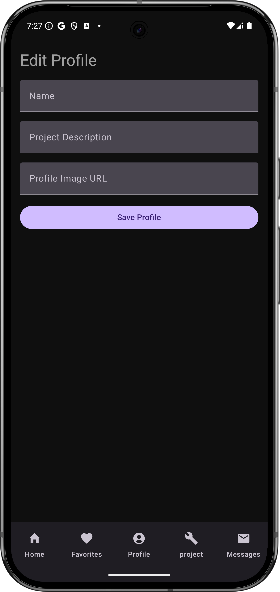 7:27
Edit Profile
Name
Project Description
Profile Image URL
Save Profile
Home Favorites Profile project Messages